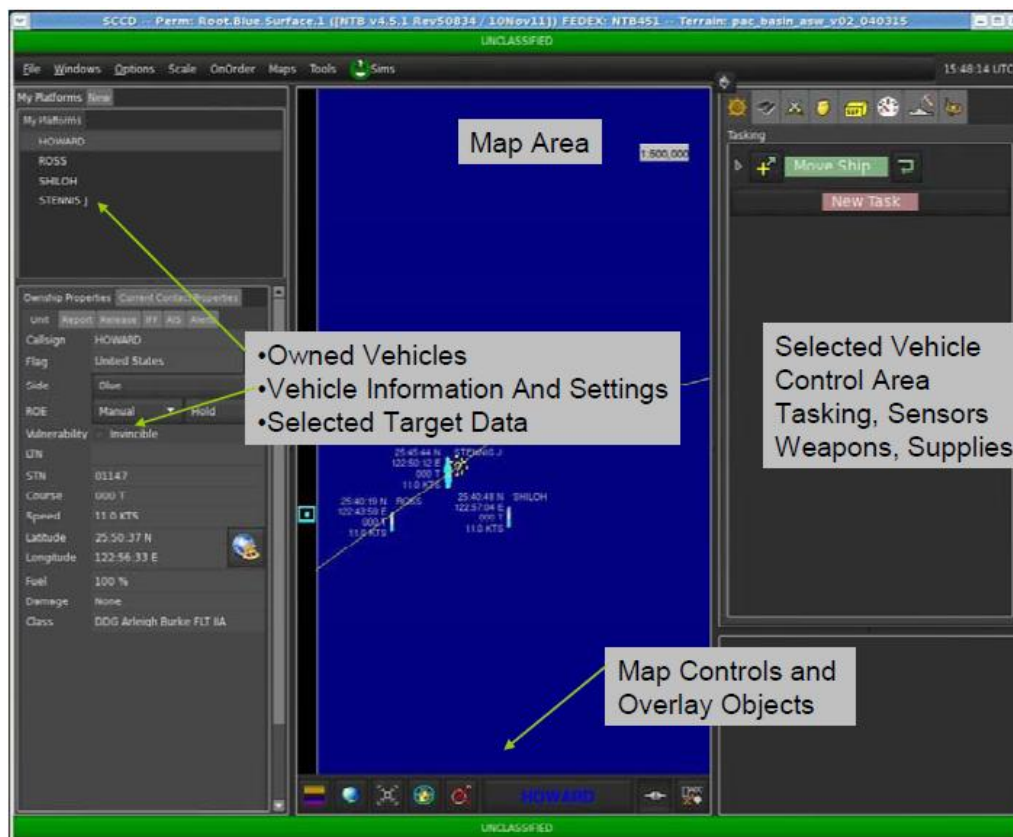 SCCD -- Perm: Root.Blue.Surface.1 ([NTB v4.5.1 Rev50834 / 10Nov11]) FEDEX: NTB451 -- Terrain: pac_basin_asw_v02_040315
UNCLASSIFIED
File Windows Options Scale OnOrder Maps Tools Sims 15:48:14 UTC
My Platforms New
My Platforms
HOWARD
ROSS
SHILOH
STENNIS J
Map Area
1:500,000
Tasking
Move Ship
New Task
Ownship Properties Current Contact Properties
Unit Report Release IFF AIS Alerts
Callsign HOWARD
Flag United States
Side Blue
ROE Manual Hold
Vulnerability Invincible
LTN
STN 01147
Course 000 T
Speed 11.0 KTS
Latitude 25:50:37 N
Longitude 122:56:33 E
Fuel 100 %
Damage None
Class DDG Arleigh Burke FLT IIA
•Owned Vehicles
•Vehicle Information And Settings
•Selected Target Data
25:45:44 N STENNIS J
122:50:12 E
000 T
11.0 KTS
25:40:19 N ROSS
122:43:59 E
000 T
11.0 KTS
25:40:48 N SHILOH
122:57:04 E
000 T
11.0 KTS
Selected Vehicle
Control Area
Tasking, Sensors
Weapons, Supplies
Map Controls and
Overlay Objects
HOWARD
UNCLASSIFIED